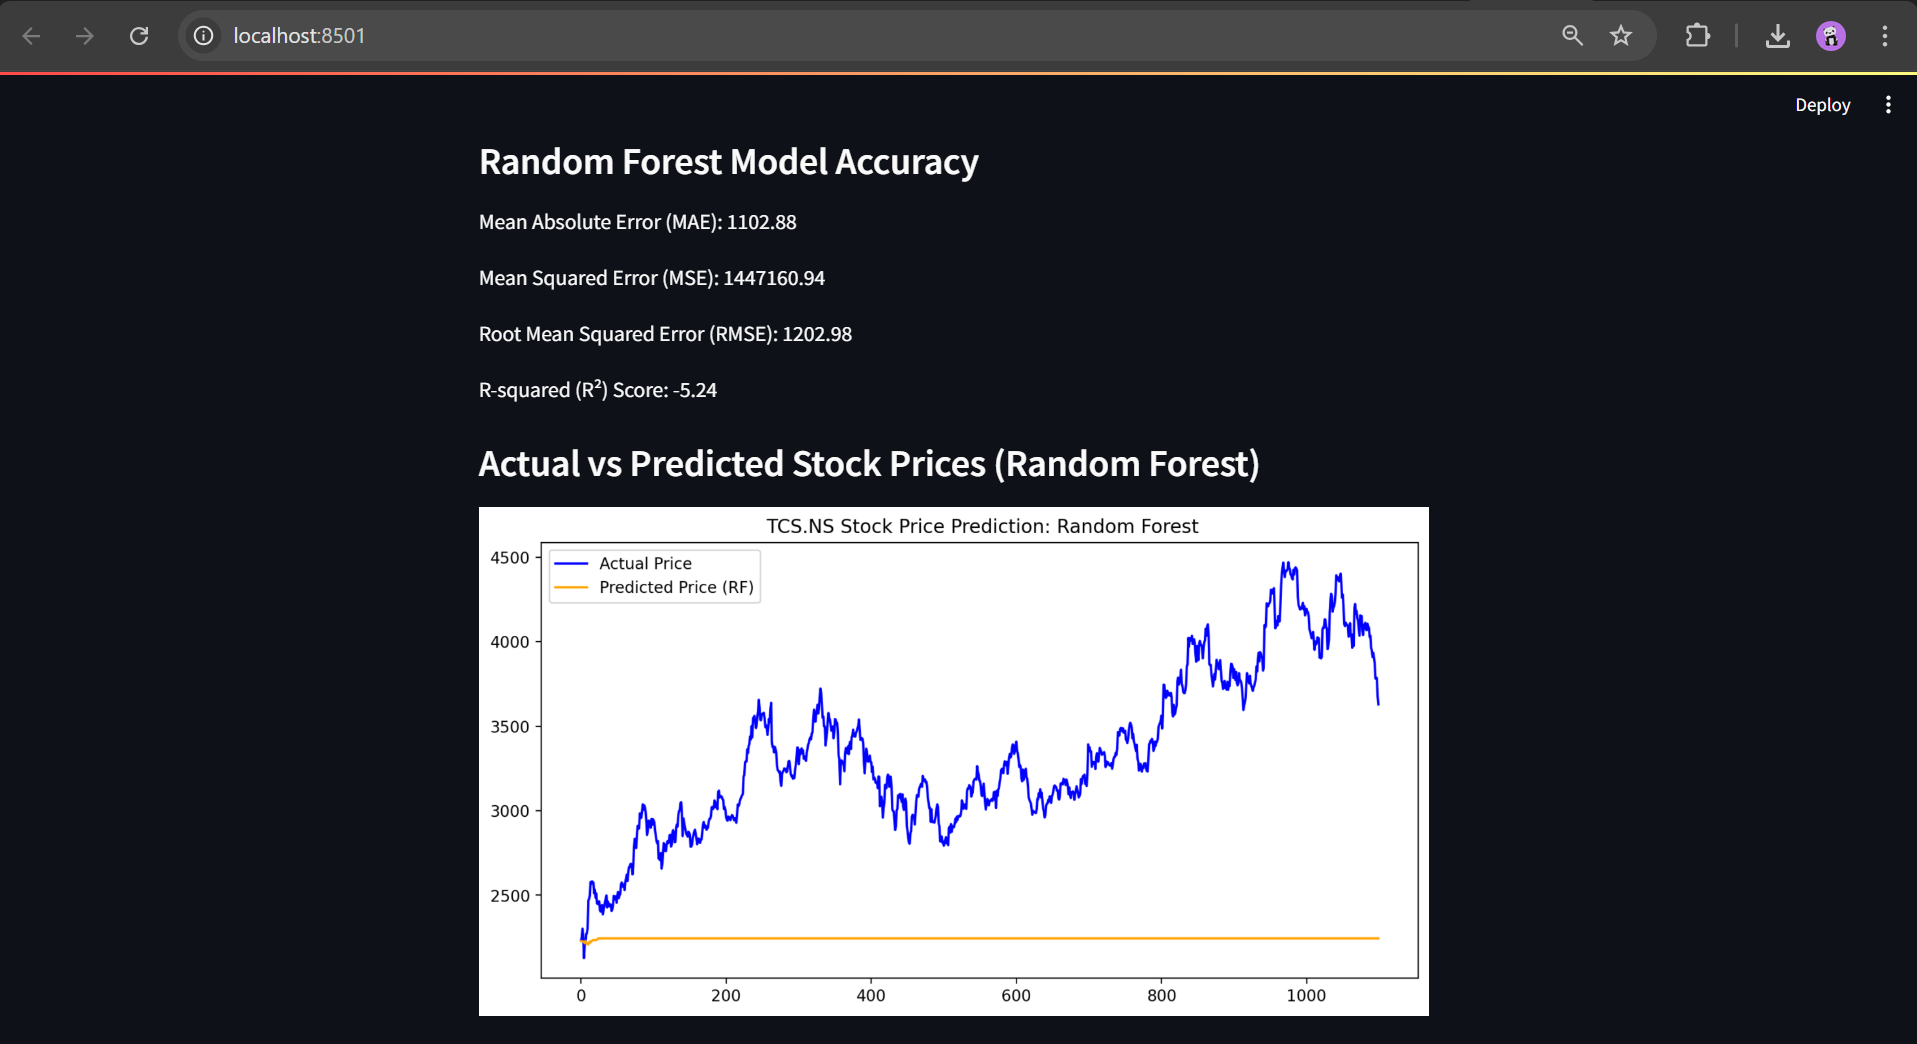 localhost:8501
Deploy
Random Forest Model Accuracy
Mean Absolute Error (MAE): 1102.88
Mean Squared Error (MSE): 1447160.94
Root Mean Squared Error (RMSE): 1202.98
R-squared (R²) Score: -5.24
Actual vs Predicted Stock Prices (Random Forest)
TCS.NS Stock Price Prediction: Random Forest
Actual Price
Predicted Price (RF)
4500
4000
3500
3000
2500
0 200 400 600 800 1000